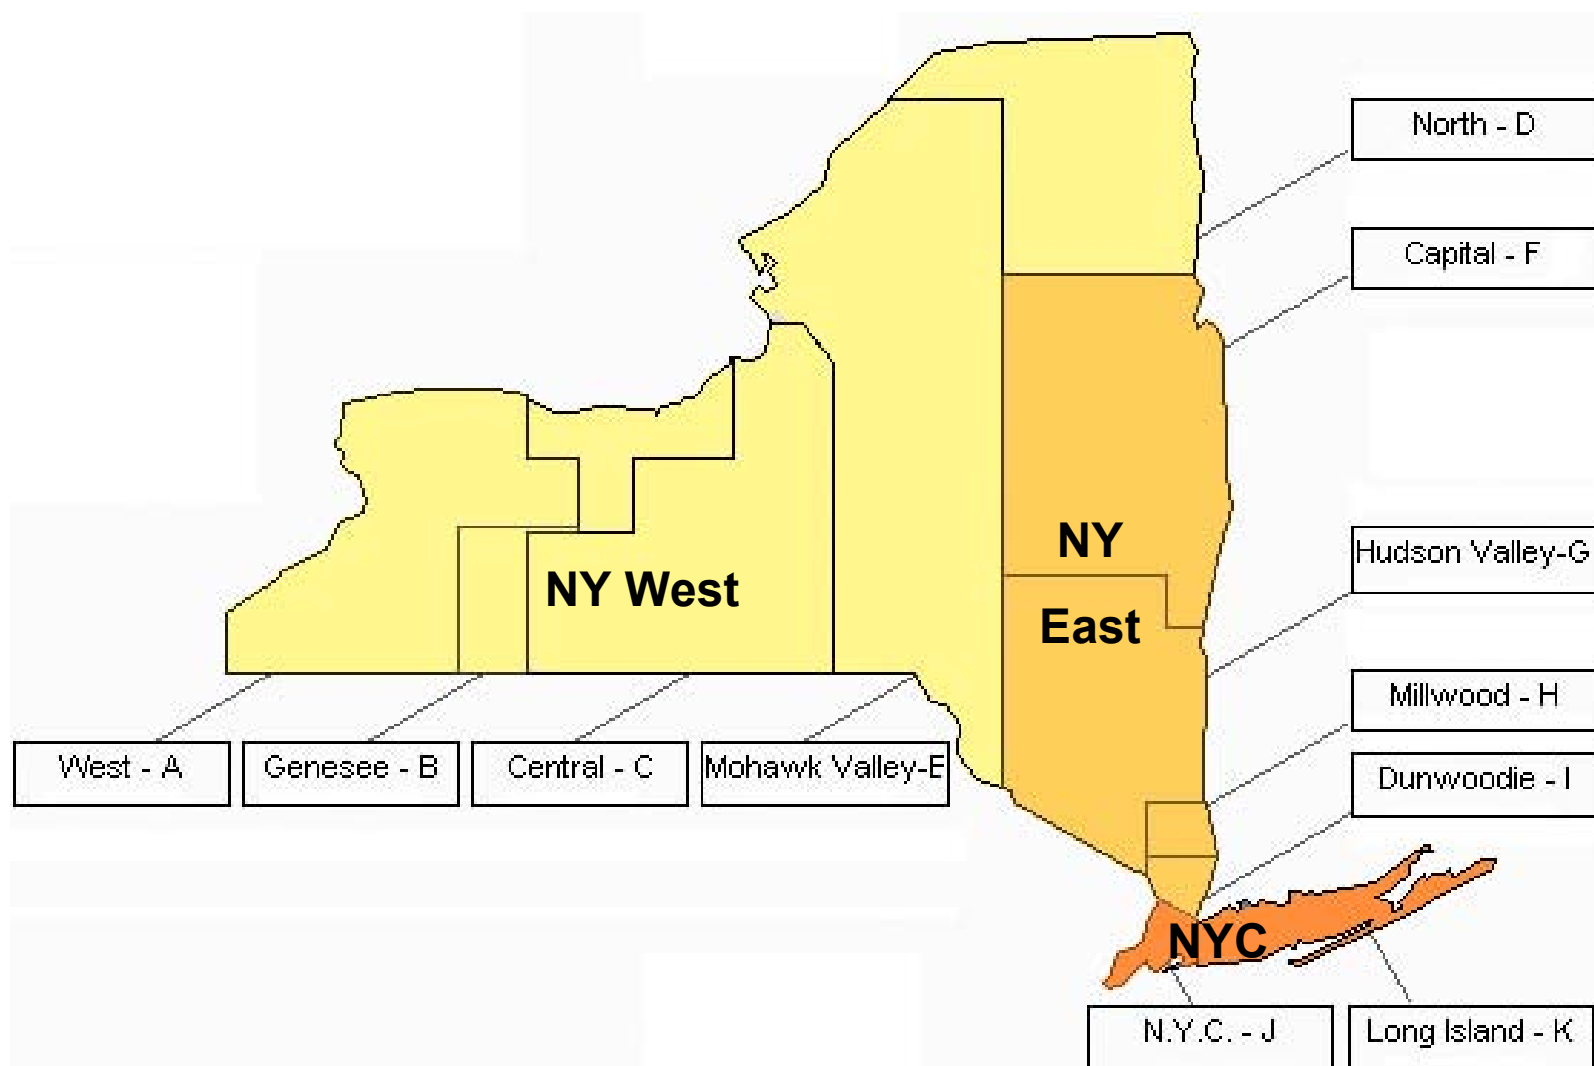 North - D
Capital - F
NY
Hudson Valley-G
NY West
East
Millwood - H
West - A
Genesee - B
Central - C
Mohawk Valley-E
Dunwoodie - I
NYC
N.Y.C. - J
Long Island - K